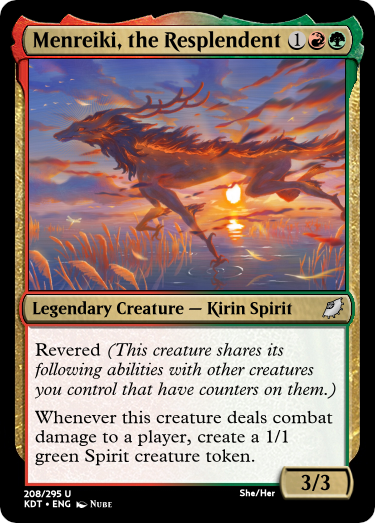 Menreiki, the Resplendent 1
Legendary Creature — Kirin Spirit
Revered (This creature shares its
following abilities with other creatures
you control that have counters on them.)
Whenever this creature deals combat
damage to a player, create a 1/1
green Spirit creature token.
3/3
208/295 U She/Her
KDT • ENG Nube